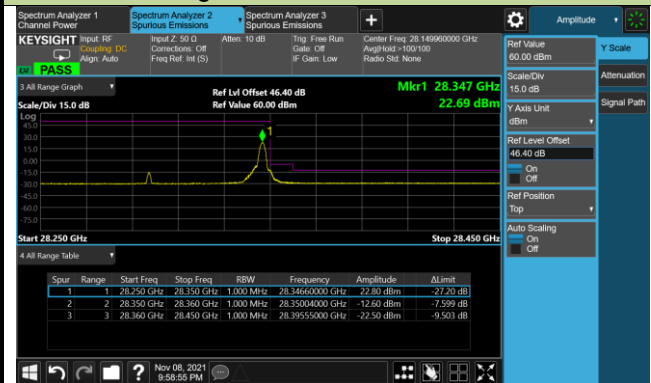 Spectrum Analyzer 1
Channel Power
Spectrum Analyzer 2
Spurious Emissions
Spectrum Analyzer 3
Spurious Emissions
+
Amplitude
KEYSIGHT
Input: RF
Coupling: DC
Align: Auto
Input Z: 50 Ω
Corrections: Off
Freq Ref: Int (S)
Atten: 10 dB
Trig: Free Run
Gate: Off
IF Gain: Low
Center Freq: 28.149960000 GHz
Avg|Hold:>100/100
Radio Std: None
PASS
3 All Range Graph
Ref Lvl Offset 46.40 dB
Mkr1 28.347 GHz
Scale/Div 15.0 dB
Ref Value 60.00 dBm
22.69 dBm
Log
45.0
30.0
15.0
0.00
-15.0
-30.0
-45.0
-60.0
-75.0
1
Start 28.250 GHz
Stop 28.450 GHz
4 All Range Table
Spur Range Start Freq Stop Freq RBW Frequency Amplitude ΔLimit
1 1 28.250 GHz 28.350 GHz 1.000 MHz 28.34660000 GHz 22.80 dBm -27.20 dB
2 2 28.350 GHz 28.360 GHz 1.000 MHz 28.35004000 GHz -12.60 dBm -7.599 dB
3 3 28.360 GHz 28.450 GHz 1.000 MHz 28.39555000 GHz -22.50 dBm -9.503 dB
Ref Value
60.00 dBm
Scale/Div
15.0 dB
Y Axis Unit
dBm
Ref Level Offset
46.40 dB
On
Off
Ref Position
Top
Auto Scaling
On
Off
Y Scale
Attenuation
Signal Path
?
Nov 08, 2021
9:58:55 PM